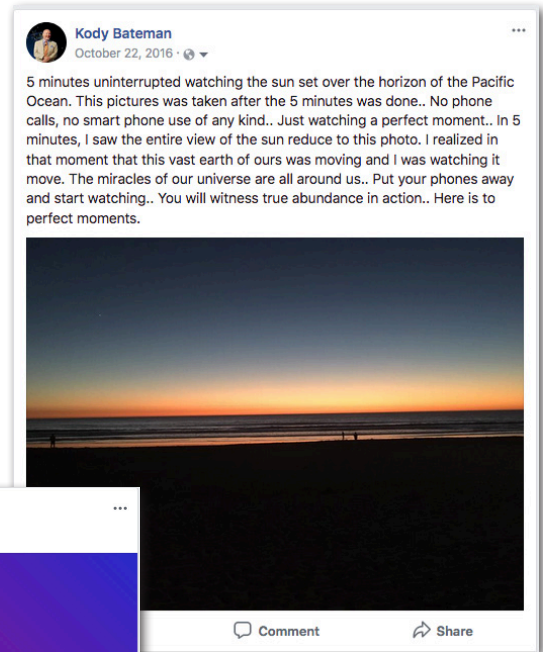 Kody Bateman
October 22, 2016 ·
5 minutes uninterrupted watching the sun set over the horizon of the Pacific
Ocean. This pictures was taken after the 5 minutes was done.. No phone
calls, no smart phone use of any kind.. Just watching a perfect moment.. In 5
minutes, I saw the entire view of the sun reduce to this photo. I realized in
that moment that this vast earth of ours was moving and I was watching it
move. The miracles of our universe are all around us.. Put your phones away
and start watching.. You will witness true abundance in action.. Here is to
perfect moments.
Comment Share